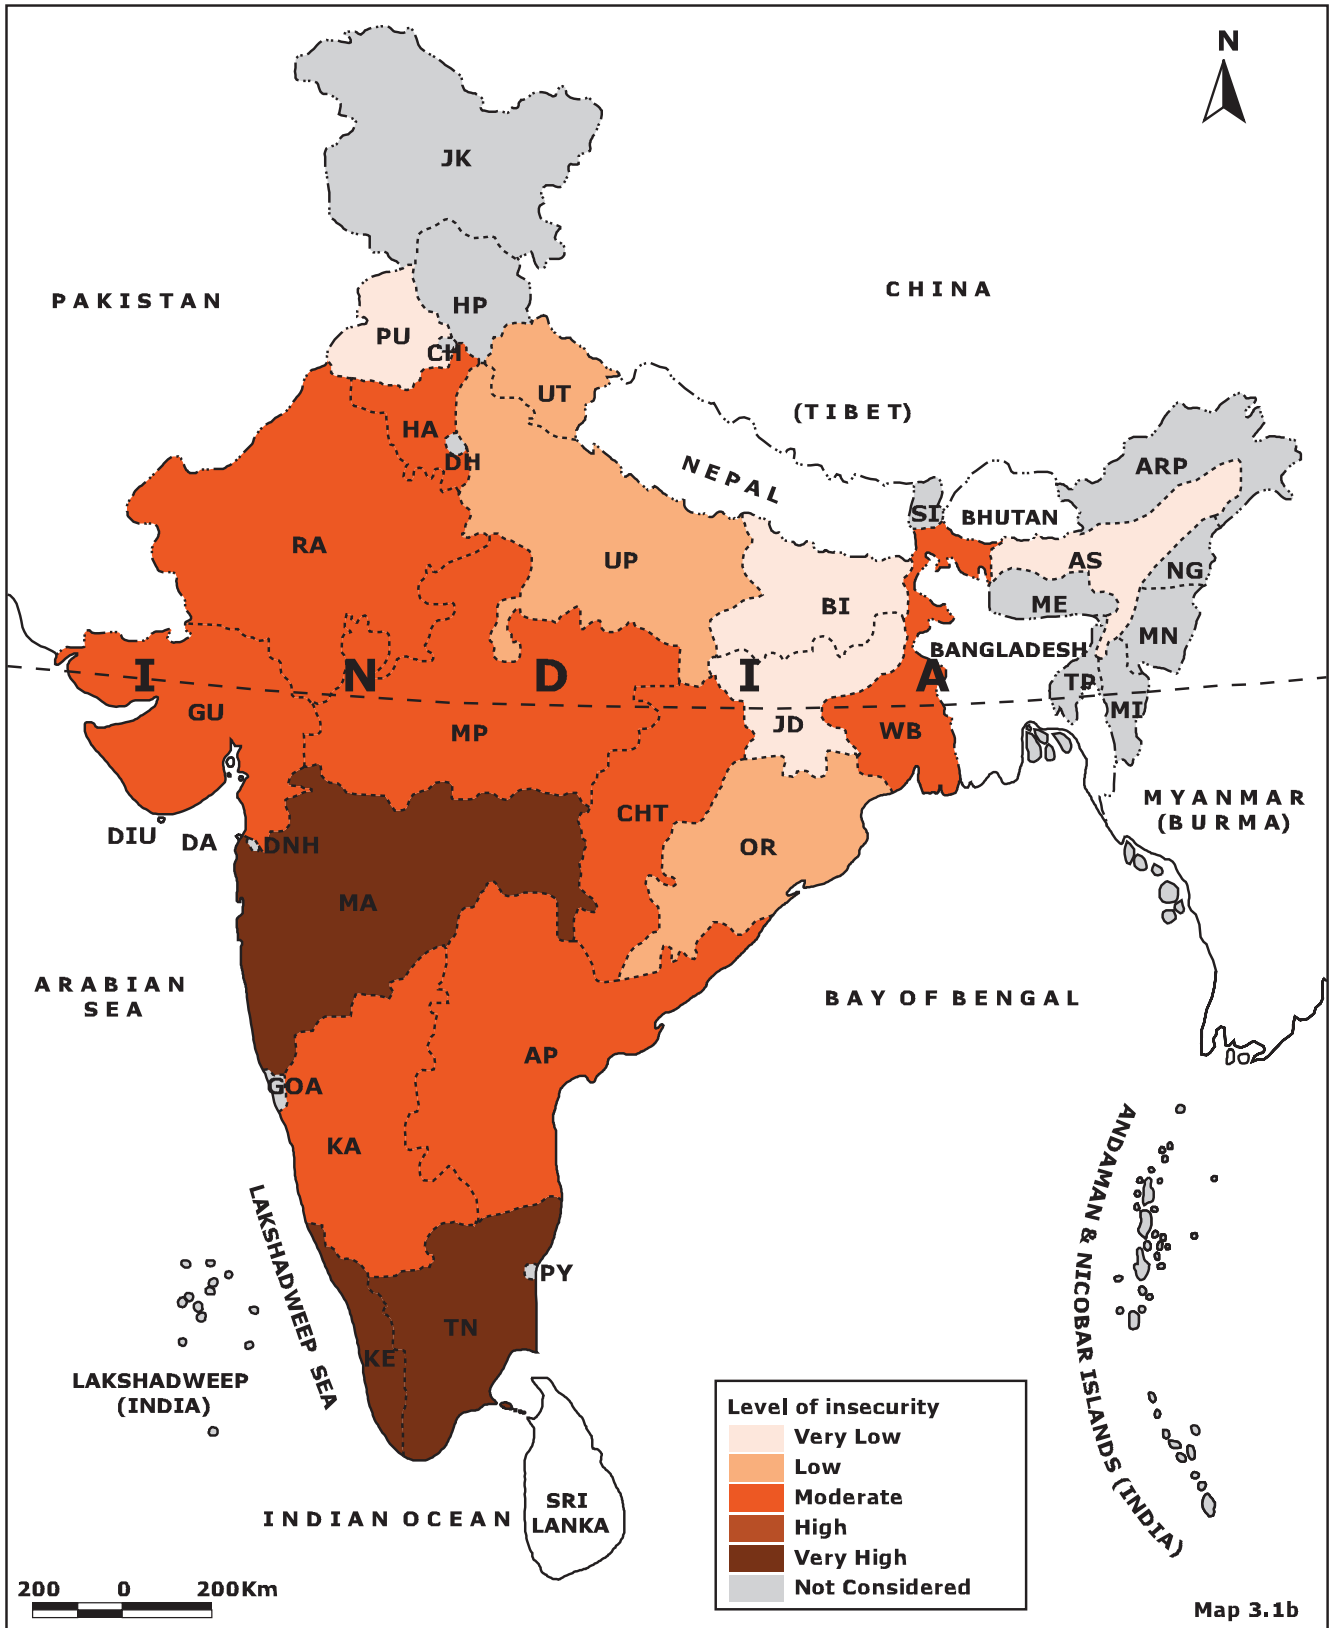 N
JK
CHINA
PAKISTAN
HP
PU
CH
UT
(TIBET)
HA
DH
NEPAL
ARP
SI
BHUTAN
RA
UP
AS
NG
BI
ME
MN
BANGLADESH
I N D I A
TP
GU
MI
JD
MP
WB
MYANMAR
(BURMA)
CHT
DIU
DA
DNH
OR
MA
ARABIAN
SEA
BAY OF BENGAL
AP
GOA
KA
LAKSHADWEEP SEA
ANDAMAN & NICOBAR ISLANDS (INDIA)
PY
TN
KE
LAKSHADWEEP
(INDIA)
Level of insecurity
Very Low
Low
Moderate
High
Very High
Not Considered
SRI
LANKA
INDIAN OCEAN
200 0 200Km
Map 3.1b